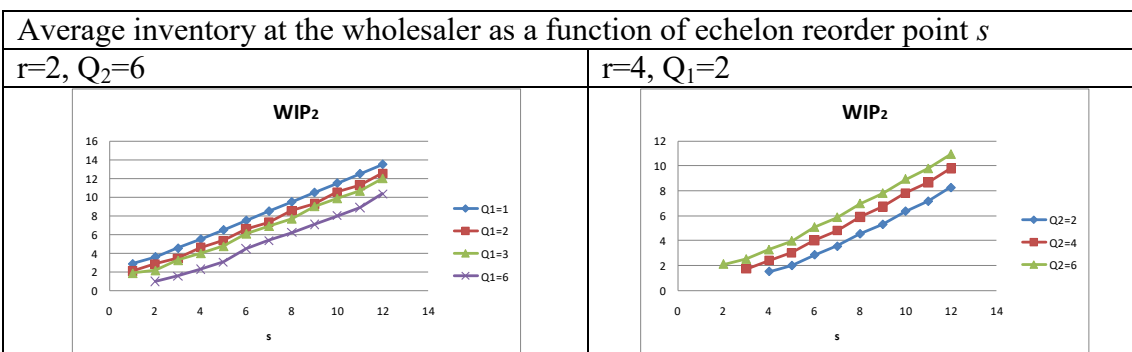 Average inventory at the wholesaler as a function of echelon reorder point s
r=2, Q2=6
r=4, Q1=2
WIP2
16
14
12
10
8
6
4
2
0
0 2 4 6 8 10 12 14
s
Q1=1
Q1=2
Q1=3
Q1=6
WIP2
12
10
8
6
4
2
0
0 2 4 6 8 10 12 14
s
Q2=2
Q2=4
Q2=6